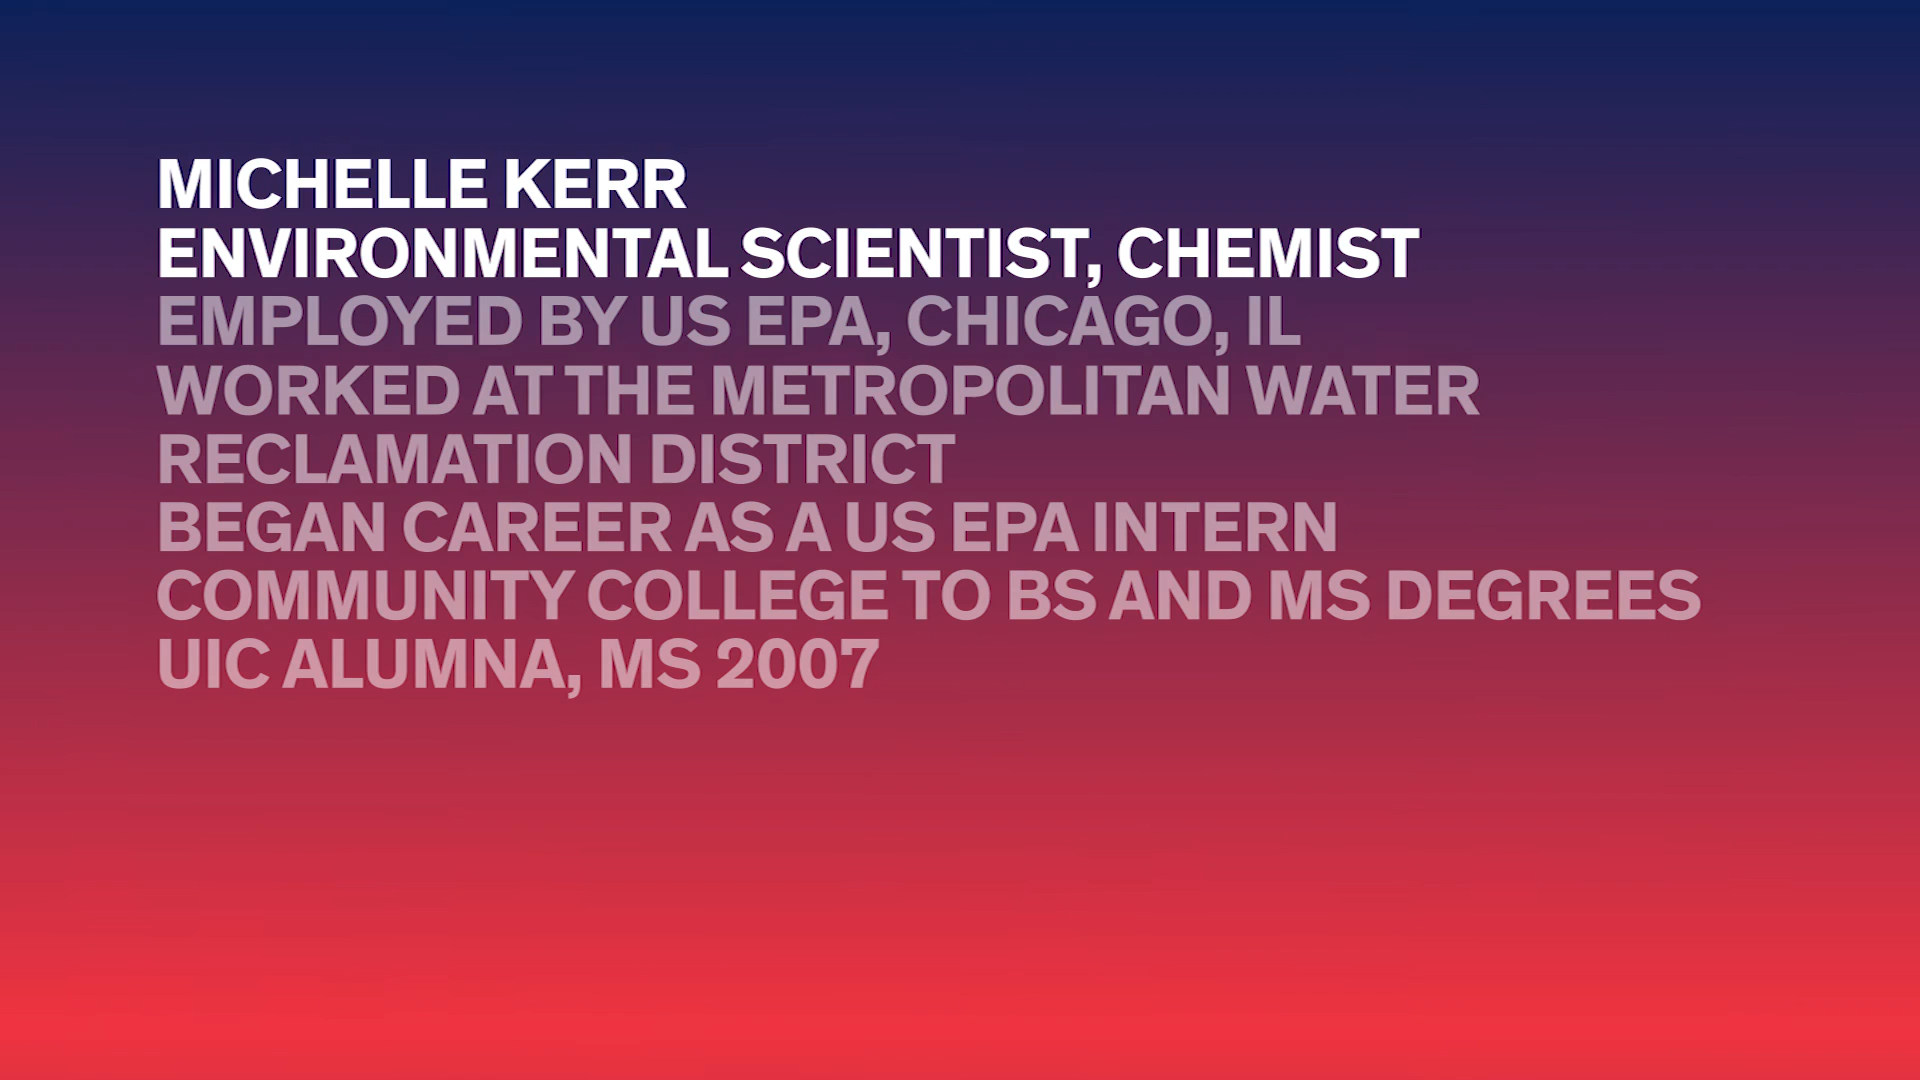 MICHELLE KERR
ENVIRONMENTAL SCIENTIST, CHEMIST
EMPLOYED BY US EPA, CHICAGO, IL
WORKED AT THE METROPOLITAN WATER
RECLAMATION DISTRICT
BEGAN CAREER AS A US EPA INTERN
COMMUNITY COLLEGE TO BS AND MS DEGREES
UIC ALUMNA, MS 2007